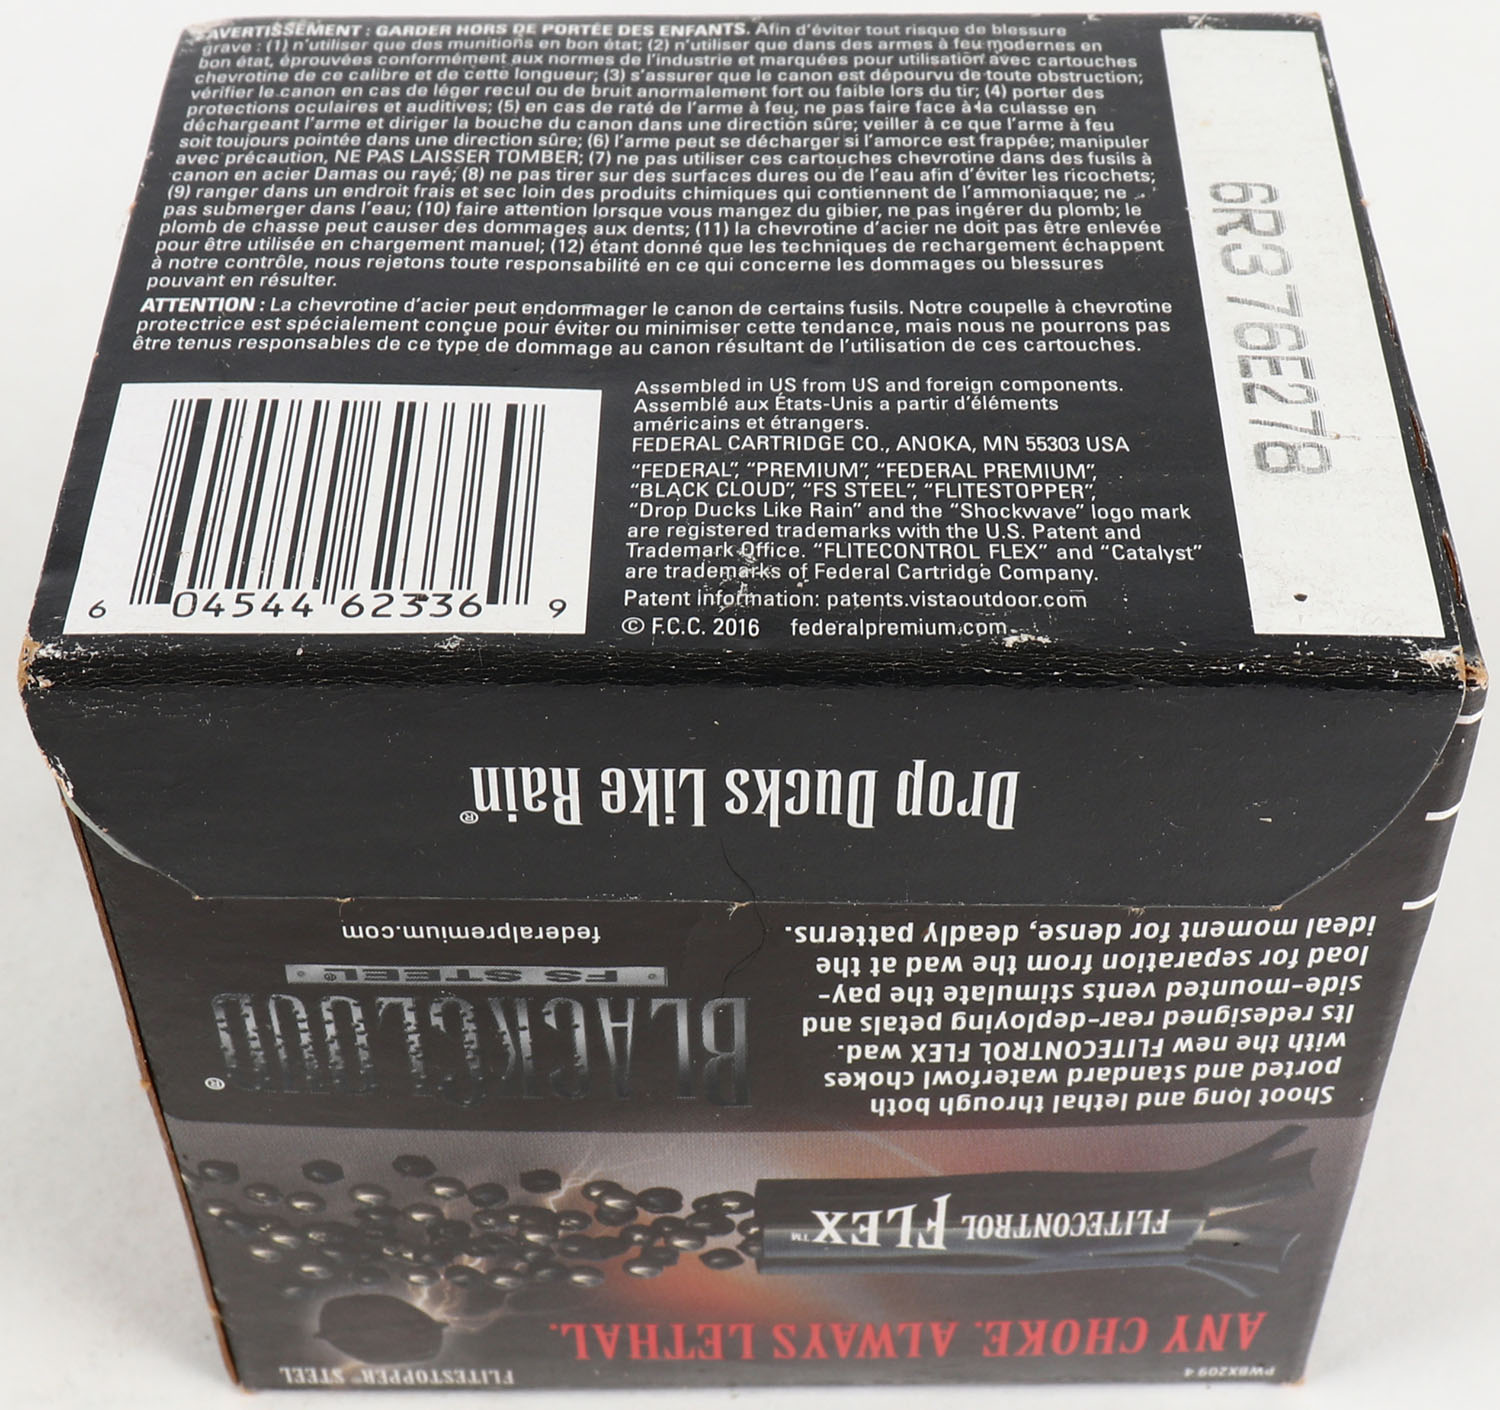 AVERTISSEMENT : GARDER HORS DE PORTÉE DES ENFANTS. Afin d'éviter tout risque de blessure
grave : (1) n'utiliser que des munitions en bon état; (2) n'utiliser que dans des armes à feu modernes en
bon état, éprouvées conformément aux normes de l'industrie et marquées pour utilisation avec cartouches
chevrotine de ce calibre et de cette longueur; (3) s'assurer que le canon est dépourvu de toute obstruction;
vérifier le canon en cas de léger recul ou de bruit anormalement fort ou faible lors du tir; (4) porter des
protections oculaires et auditives; (5) en cas de raté de l'arme à feu, ne pas faire face à la culasse en
déchargeant l'arme et diriger la bouche du canon dans une direction sûre; veiller à ce que l'arme à feu
soit toujours pointée dans une direction sûre; (6) l'arme peut se décharger si l'amorce est frappée; manipuler
avec précaution, NE PAS LAISSER TOMBER; (7) ne pas utiliser ces cartouches chevrotine dans des fusils à
canon en acier Damas ou rayé; (8) ne pas tirer sur des surfaces dures ou de l'eau afin d'éviter les ricochets;
(9) ranger dans un endroit frais et sec loin des produits chimiques qui contiennent de l'ammoniaque; ne
pas submerger dans l'eau; (10) faire attention lorsque vous mangez du gibier, ne pas ingérer du plomb; le
plomb de chasse peut causer des dommages aux dents; (11) la chevrotine d'acier ne doit pas être enlevée
pour être utilisée en chargement manuel; (12) étant donné que les techniques de rechargement échappent
à notre contrôle, nous rejetons toute responsabilité en ce qui concerne les dommages ou blessures
pouvant en résulter.
ATTENTION : La chevrotine d'acier peut endommager le canon de certains fusils. Notre coupelle à chevrotine
protectrice est spécialement conçue pour éviter ou minimiser cette tendance, mais nous ne pourrons pas
être tenus responsables de ce type de dommage au canon résultant de l'utilisation de ces cartouches.
6R376E278
6 04544 62336 9
Assembled in US from US and foreign components.
Assemblé aux États-Unis a partir d'éléments
américains et étrangers.
FEDERAL CARTRIDGE CO., ANOKA, MN 55303 USA
"FEDERAL", "PREMIUM", "FEDERAL PREMIUM",
"BLACK CLOUD", "FS STEEL", "FLITESTOPPER",
"Drop Ducks Like Rain" and the "Shockwave" logo mark
are registered trademarks with the U.S. Patent and
Trademark Office. "FLITECONTROL FLEX" and "Catalyst"
are trademarks of Federal Cartridge Company.
Patent Information: patents.vistaoutdoor.com
© F.C.C. 2016 federalpremium.com
Drop Ducks Like Rain®
PWBX209 4
FLITESTOPPER® STEEL
ANY CHOKE. ALWAYS LETHAL.
FLITECONTROL FLEX™
Shoot long and lethal through both
ported and standard waterfowl chokes
with the new FLITECONTROL FLEX wad.
Its redesigned rear-deploying petals and
side-mounted vents stimulate the pay-
load for separation from the wad at the
ideal moment for dense, deadly patterns.
BLACK CLOUD®
FS STEEL®
federalpremium.com